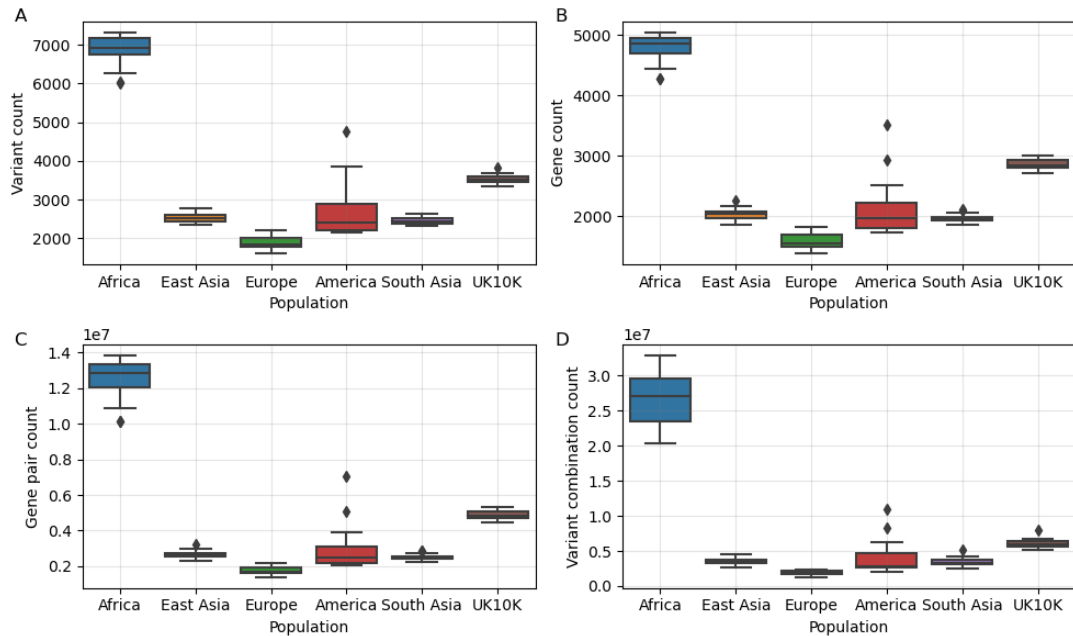 A
Variant count
7000
6000
5000
4000
3000
2000
Africa East Asia Europe America South Asia UK10K
Population
B
Gene count
5000
4000
3000
2000
Africa East Asia Europe America South Asia UK10K
Population
C
1e7
Gene pair count
1.4
1.2
1.0
0.8
0.6
0.4
0.2
Africa East Asia Europe America South Asia UK10K
Population
D
1e7
Variant combination count
3.0
2.5
2.0
1.5
1.0
0.5
0.0
Africa East Asia Europe America South Asia UK10K
Population